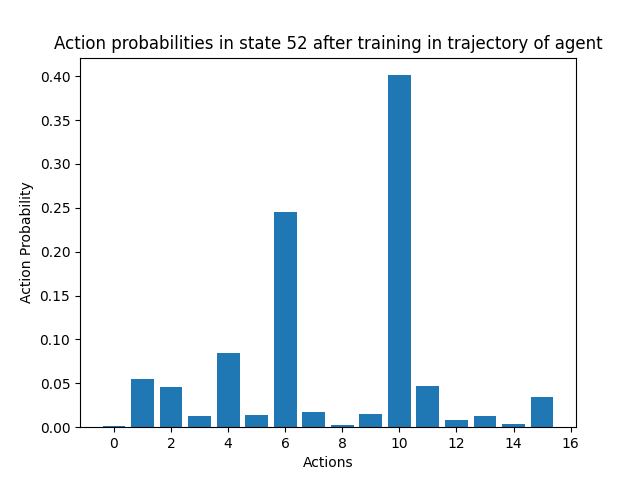 Action probabilities in state 52 after training in trajectory of agent
0.40
0.35
0.30
0.25
0.20
0.15
0.10
0.05
0.00
Action Probability
0 2 4 6 8 10 12 14 16
Actions